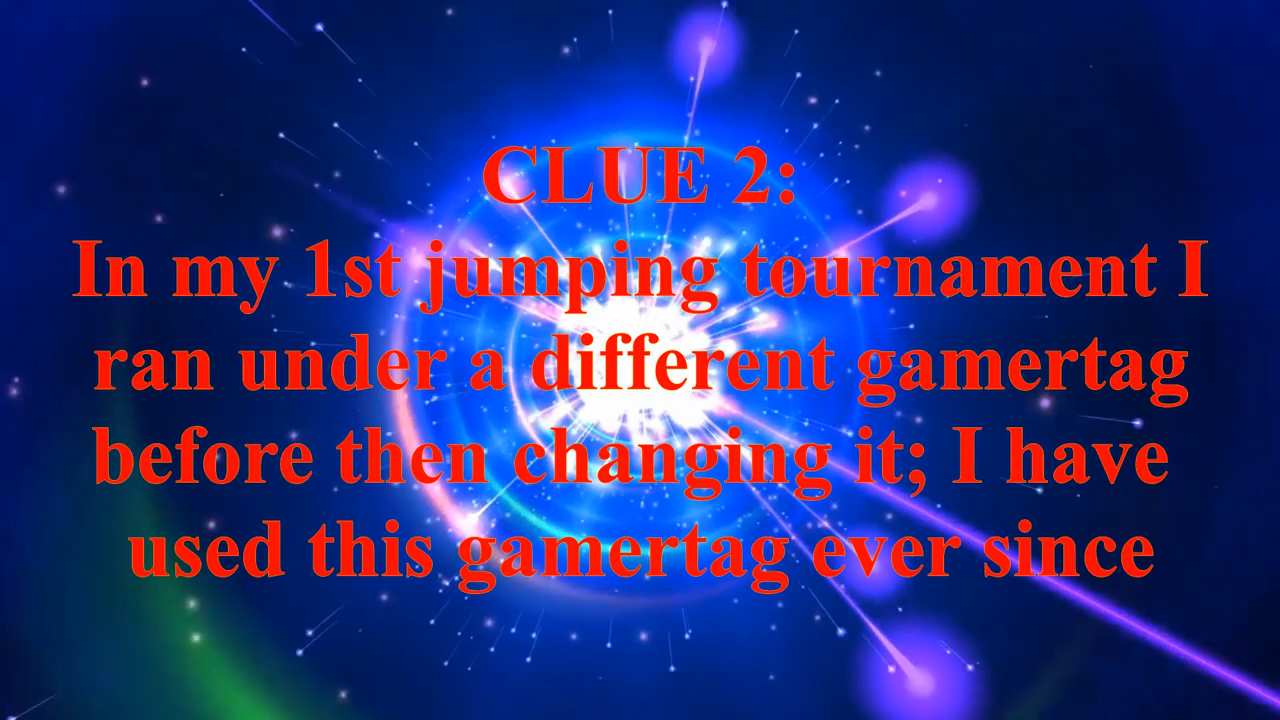 CLUE 2:
In my 1st jumping tournament I
ran under a different gamertag
before then changing it; I have
used this gamertag ever since